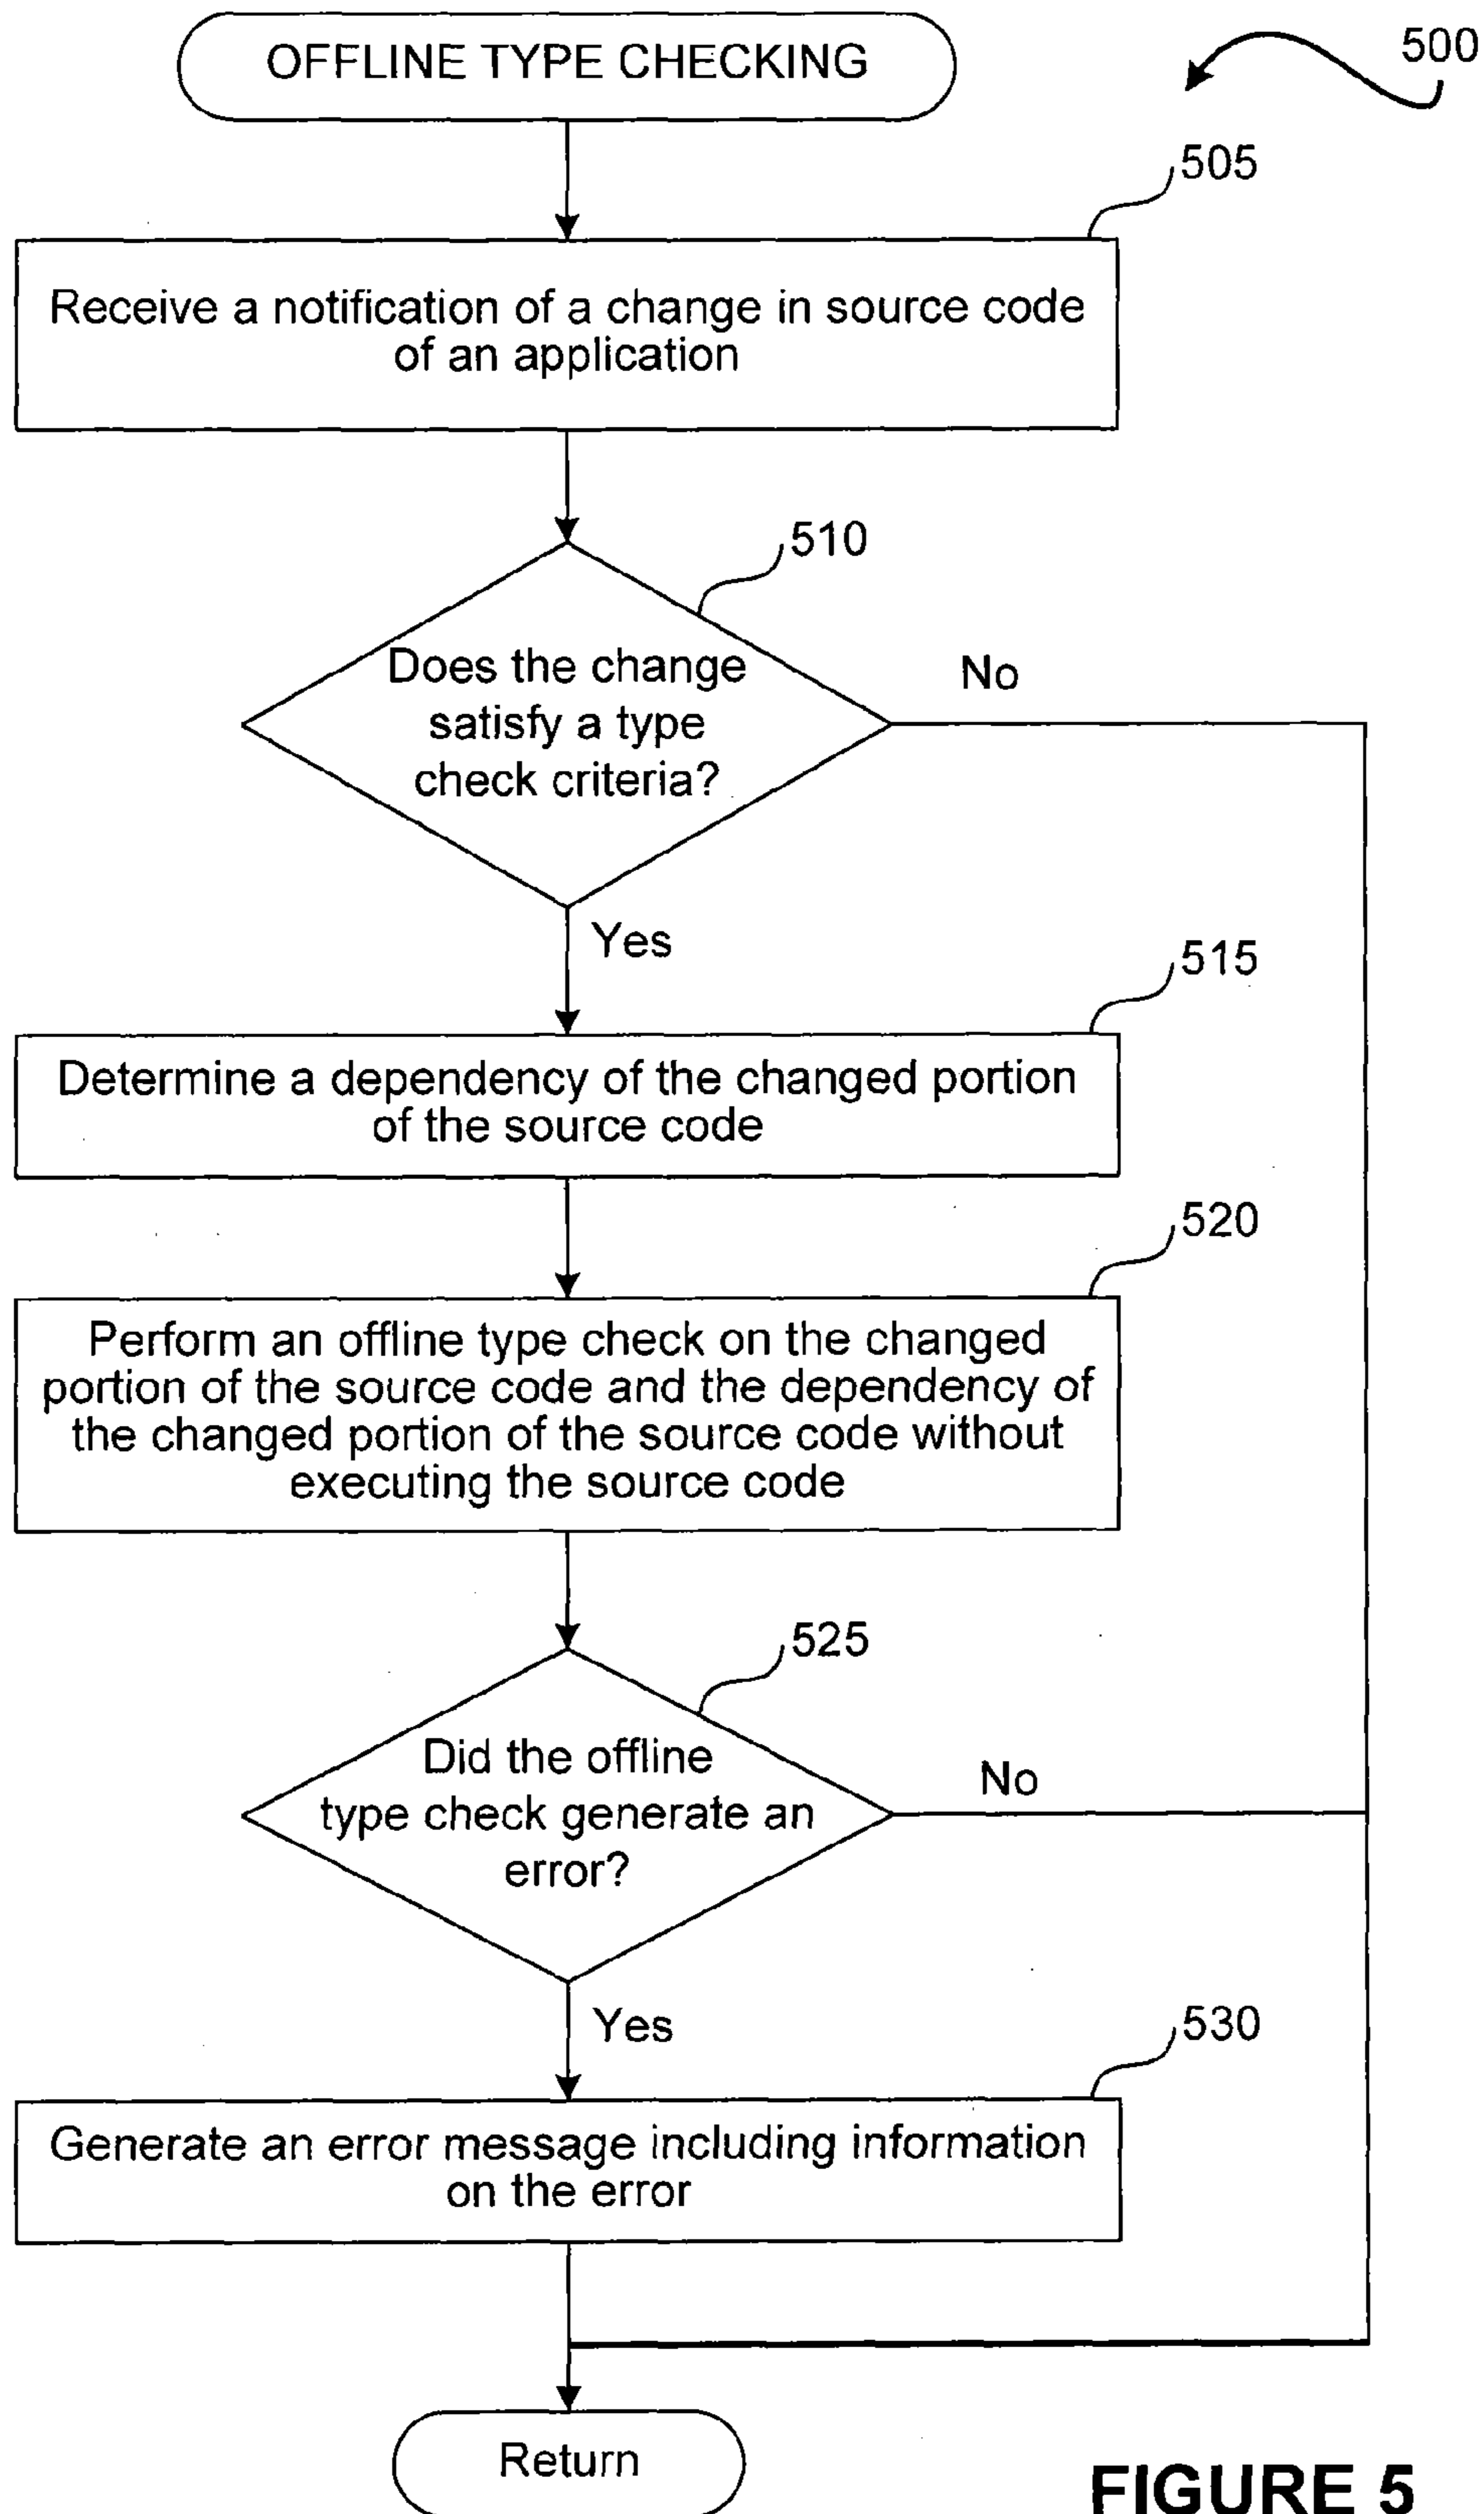 OFFLINE TYPE CHECKING
500
505
Receive a notification of a change in source code
of an application
510
Does the change
satisfy a type
check criteria?
No
Yes
515
Determine a dependency of the changed portion
of the source code
520
Perform an offline type check on the changed
portion of the source code and the dependency of
the changed portion of the source code without
executing the source code
525
Did the offline
type check generate an
error?
No
Yes
530
Generate an error message including information
on the error
Return
FIGURE 5